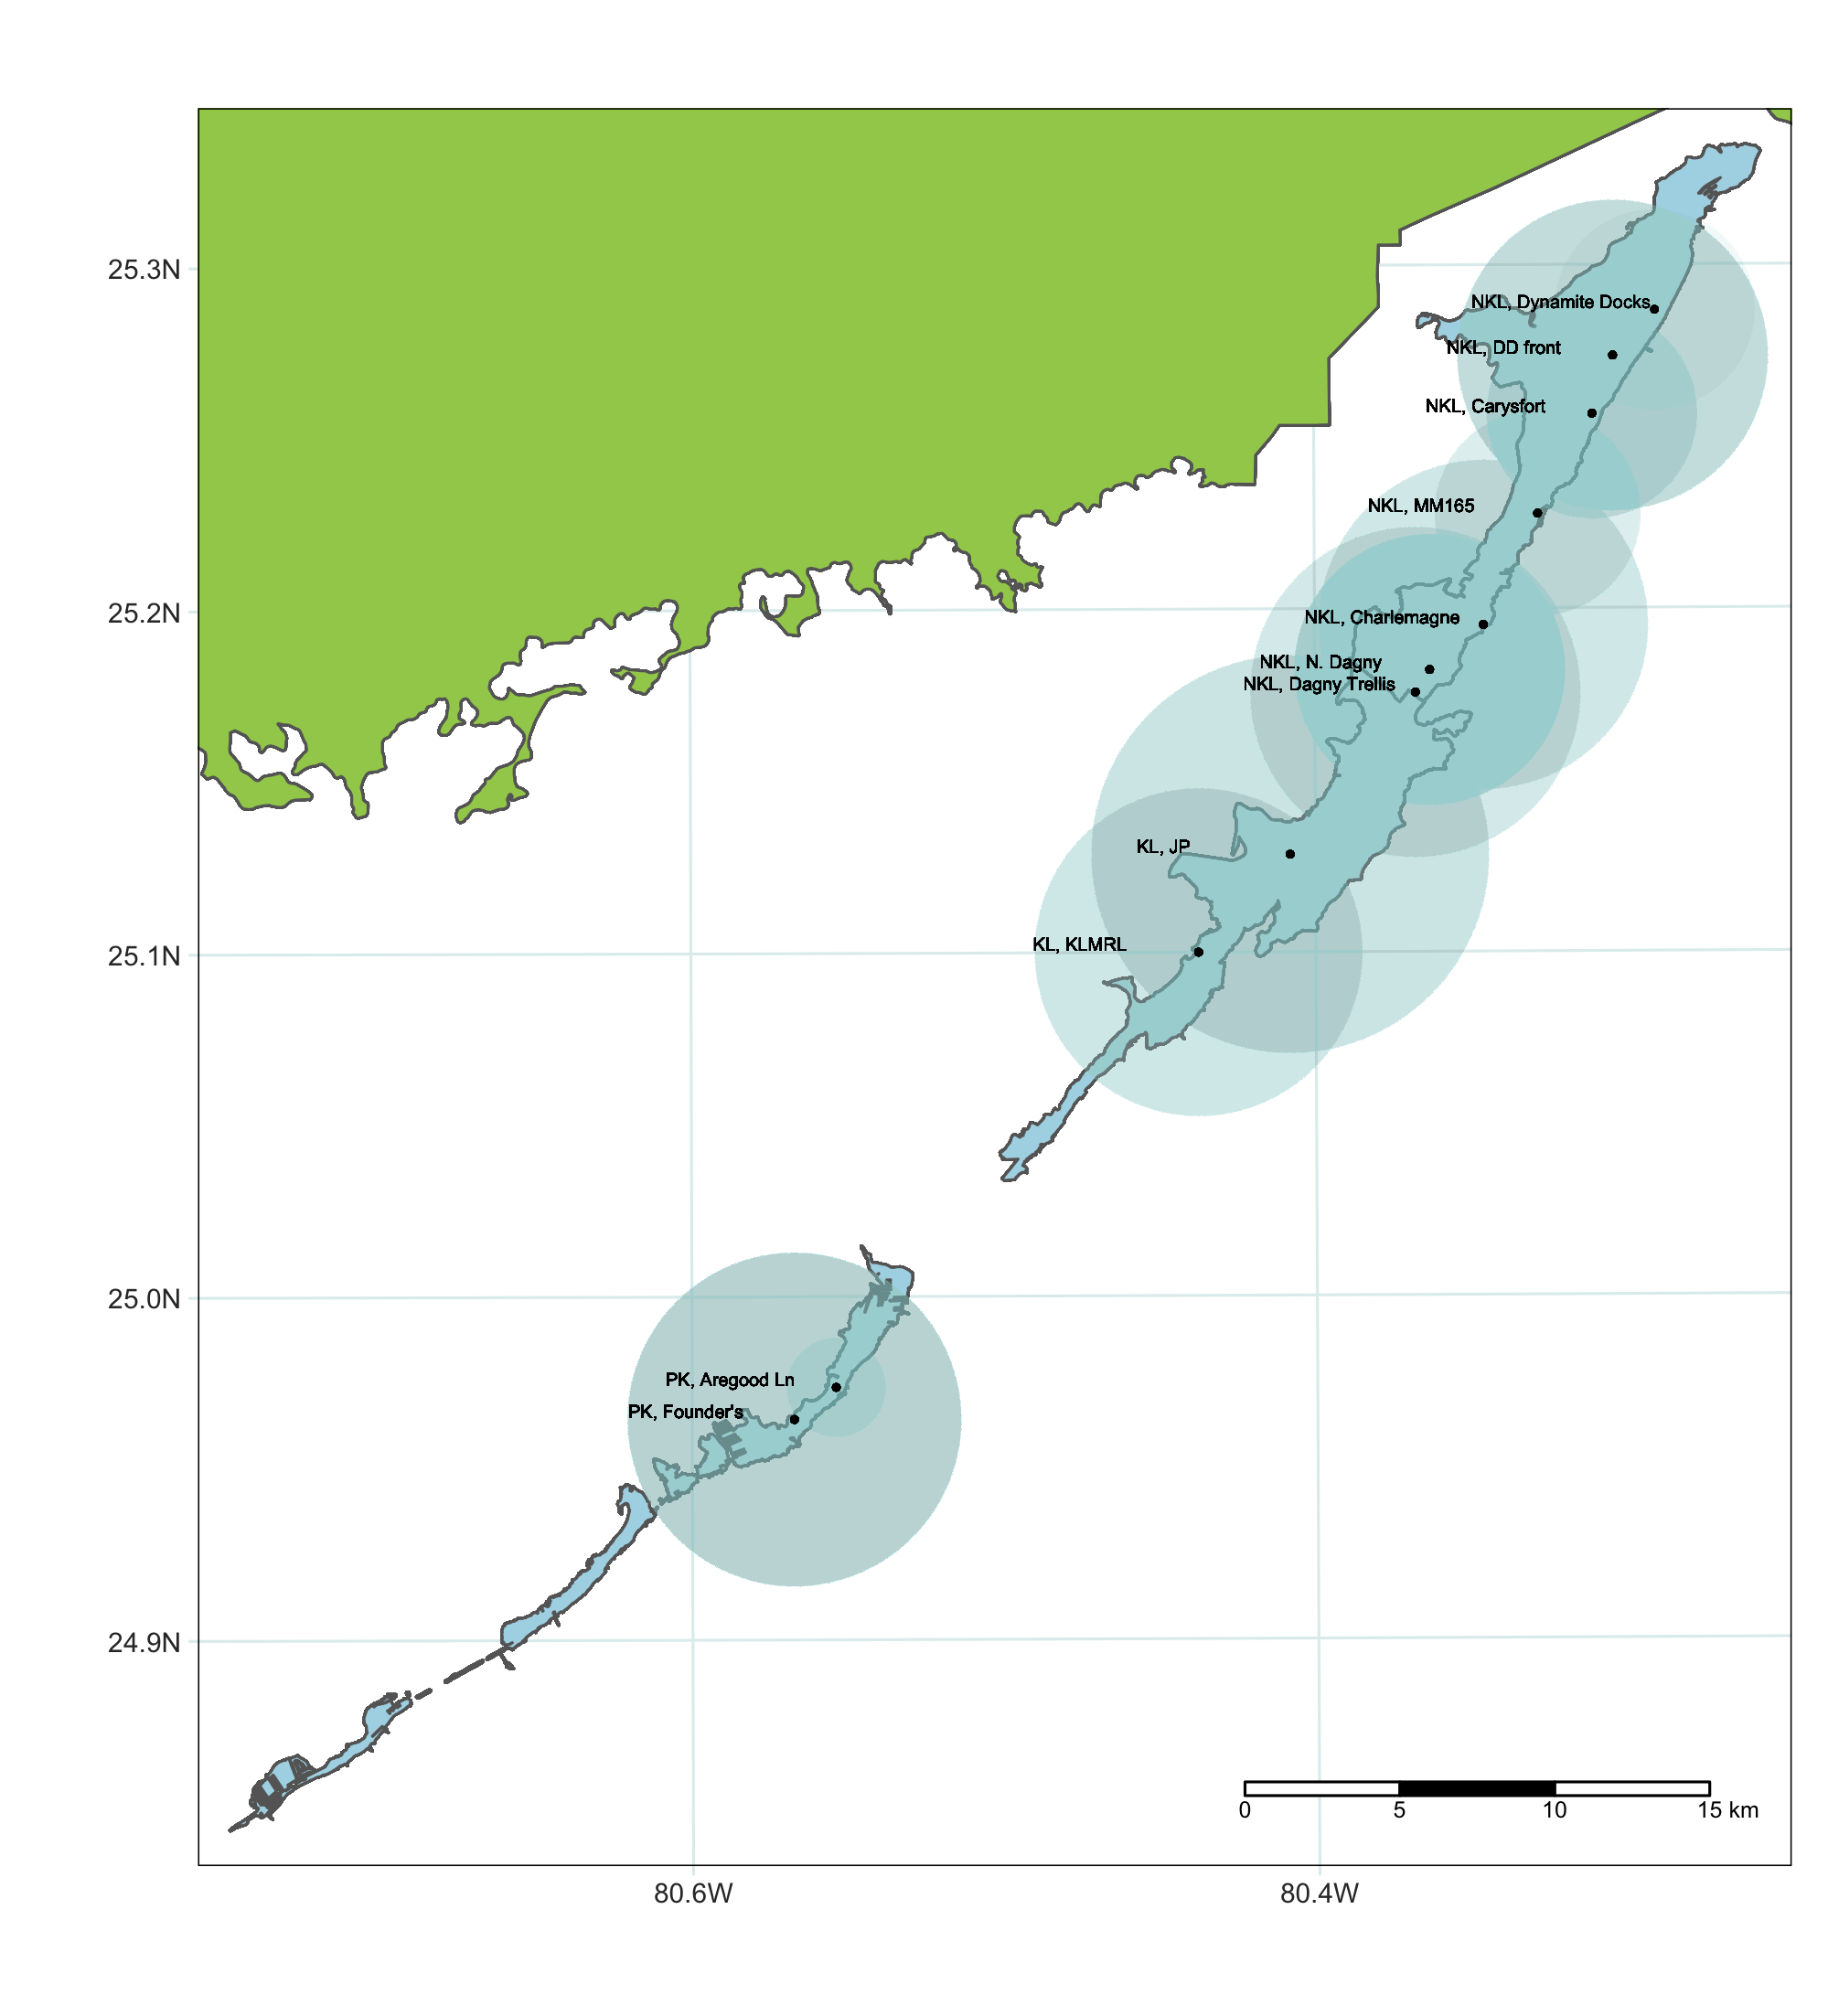 25.3N
NKL, Dynamite Docks
NKL, DD front
NKL, Carysfort
NKL, MM165
25.2N
NKL, Charlemagne
NKL, N. Dagny
NKL, Dagny Trellis
KL, JP
KL, KLMRL
25.1N
25.0N
PK, Aregood Ln
PK, Founder's
24.9N
0 5 10 15 km
80.6W 80.4W